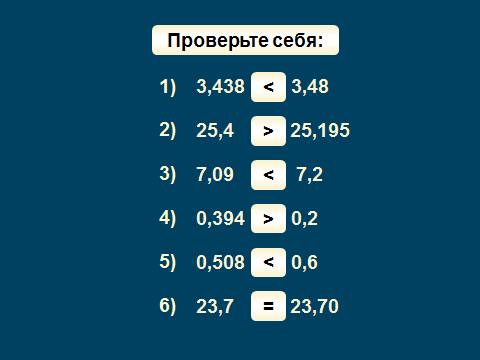 Проверьте себя:
1) 3,438 < 3,48
2) 25,4 > 25,195
3) 7,09 < 7,2
4) 0,394 > 0,2
5) 0,508 < 0,6
6) 23,7 = 23,70